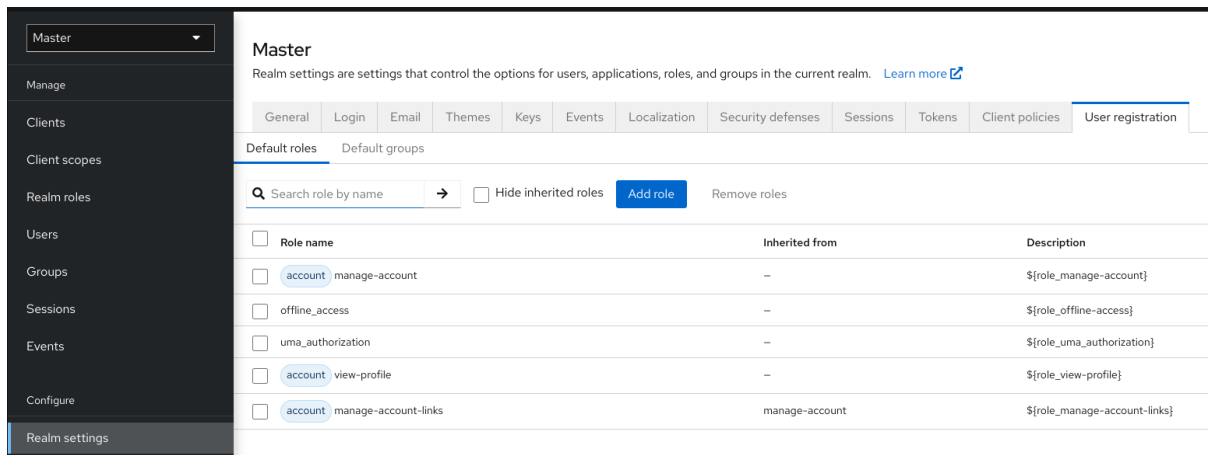 Master
Manage
Clients
Client scopes
Realm roles
Users
Groups
Sessions
Events
Configure
Realm settings
Master
Realm settings are settings that control the options for users, applications, roles, and groups in the current realm. Learn more
General Login Email Themes Keys Events Localization Security defenses Sessions Tokens Client policies User registration
Default roles Default groups
Search role by name Hide inherited roles Add role Remove roles
Role name Inherited from Description
account manage-account – ${role_manage-account}
offline_access – ${role_offline-access}
uma_authorization – ${role_uma_authorization}
account view-profile – ${role_view-profile}
account manage-account-links manage-account ${role_manage-account-links}